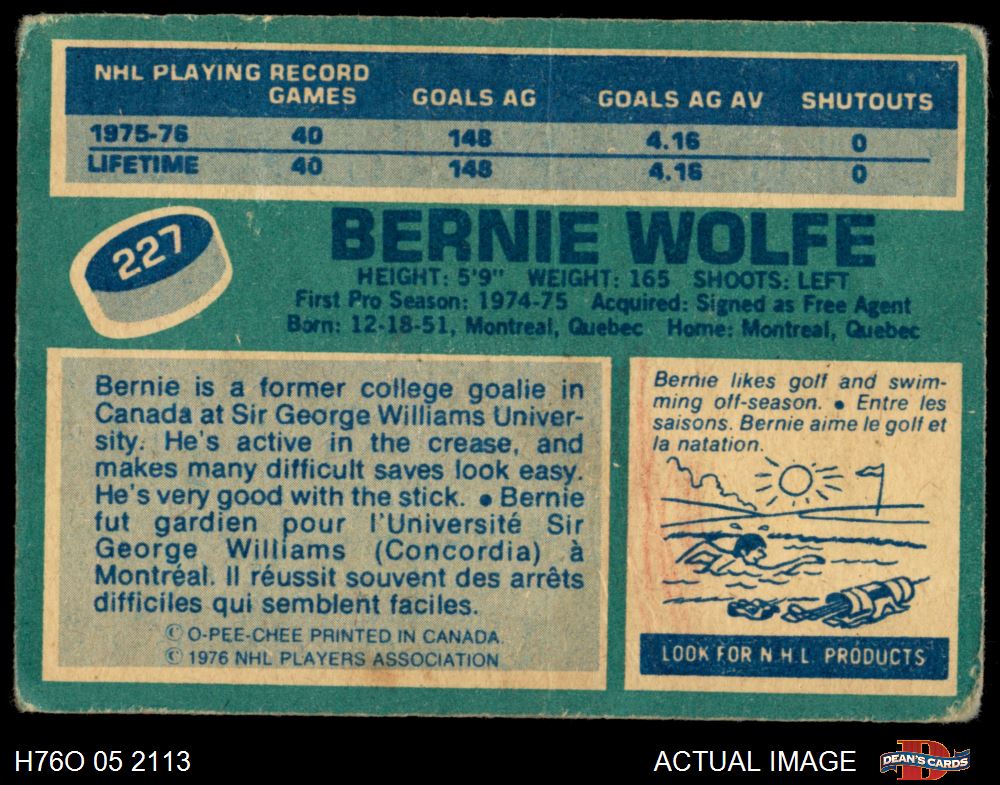 NHL PLAYING RECORD
GAMES GOALS AG GOALS AG AV SHUTOUTS
1975-76 40 148 4.16 0
LIFETIME 40 148 4.16 0
227
BERNIE WOLFE
HEIGHT: 5'9" WEIGHT: 165 SHOOTS: LEFT
First Pro Season: 1974-75 Acquired: Signed as Free Agent
Born: 12-18-51, Montreal, Quebec Home: Montreal, Quebec
Bernie is a former college goalie in
Canada at Sir George Williams Univer-
sity. He's active in the crease, and
makes many difficult saves look easy.
He's very good with the stick. ● Bernie
fut gardien pour l'Université Sir
George Williams (Concordia) à
Montréal. Il réussit souvent des arrêts
difficiles qui semblent faciles.
© O-PEE-CHEE PRINTED IN CANADA.
© 1976 NHL PLAYERS ASSOCIATION
Bernie likes golf and swim-
ming off-season. ● Entre les
saisons. Bernie aime le golf et
la natation.
LOOK FOR N.H.L. PRODUCTS
H76O 05 2113
ACTUAL IMAGE
D
DEAN'S CARDS